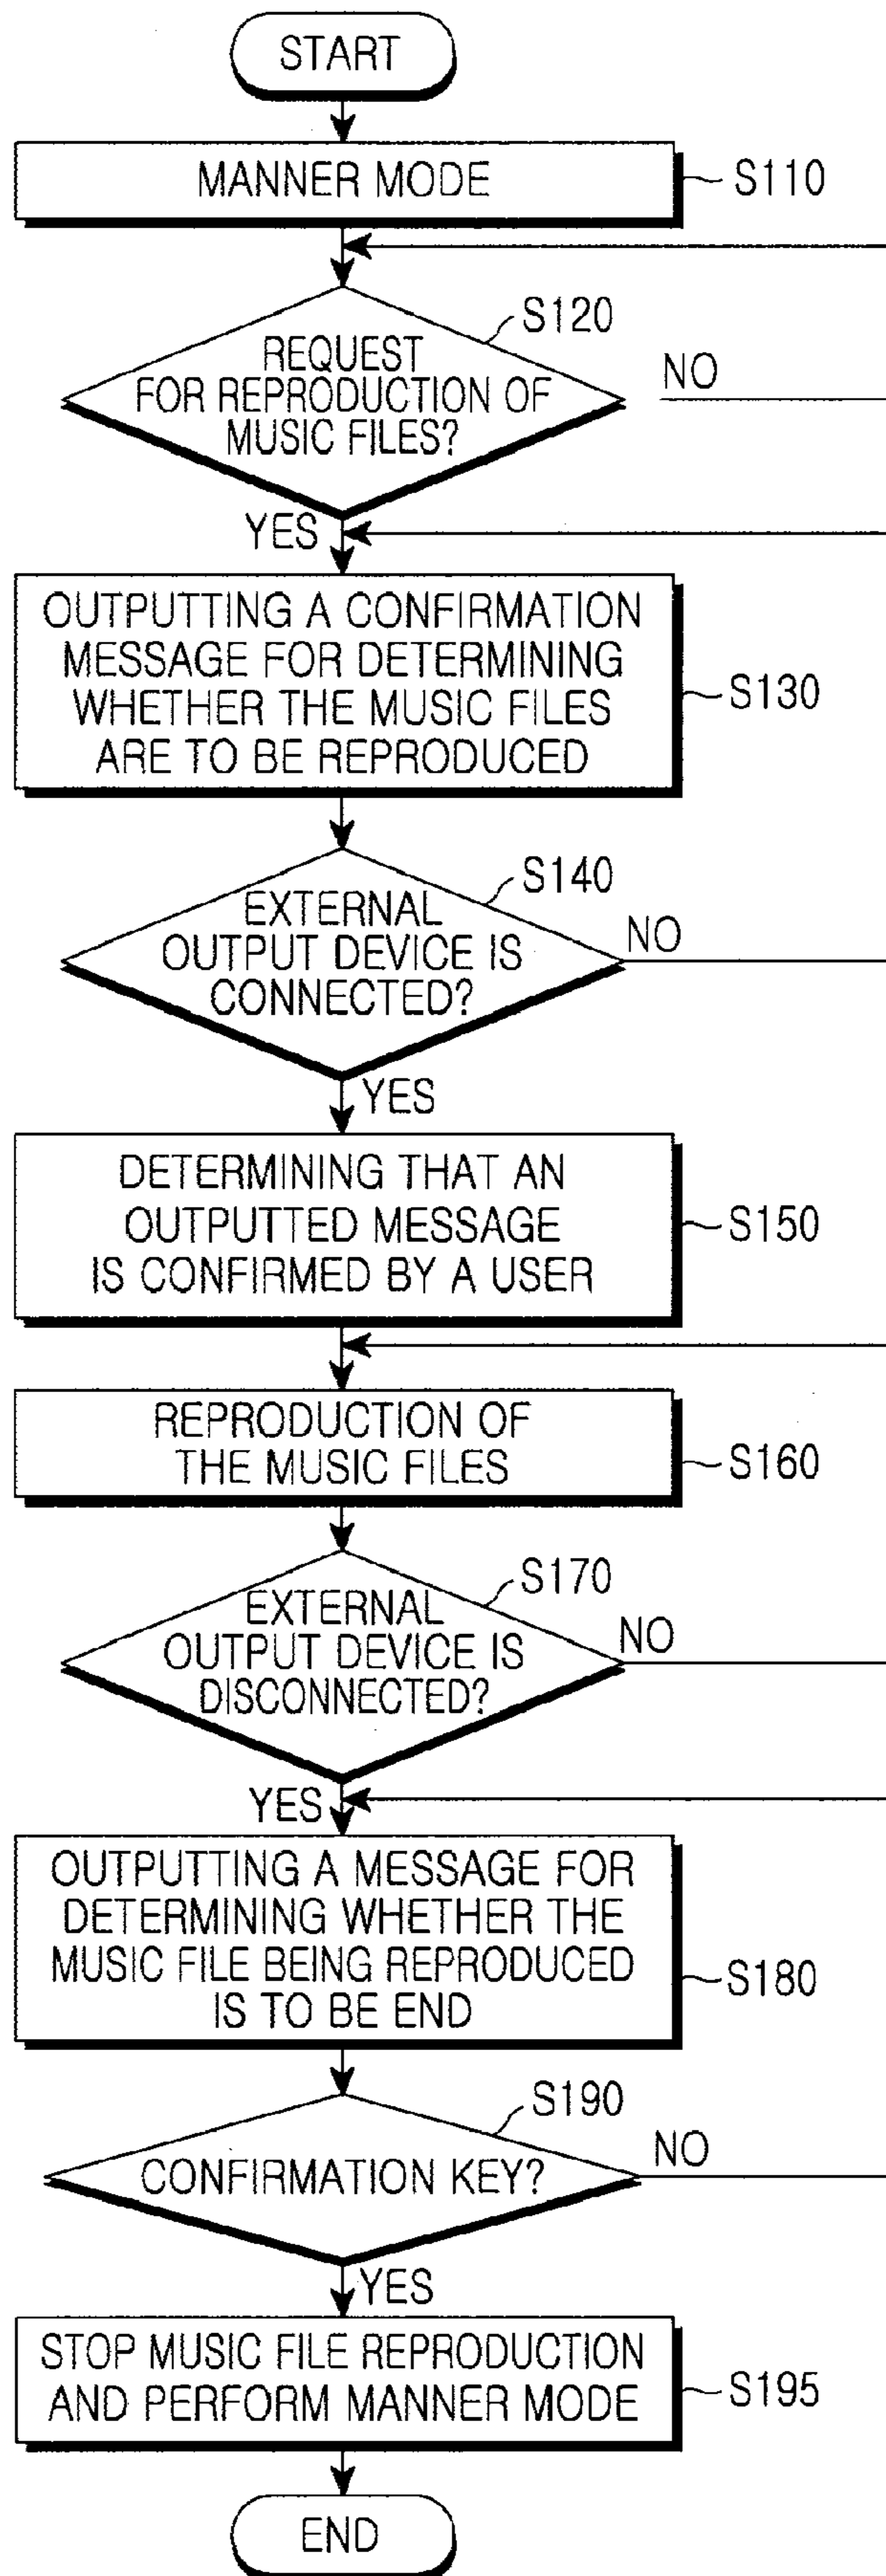 START
MANNER MODE
S110
S120
REQUEST
FOR REPRODUCTION OF
MUSIC FILES?
NO
YES
OUTPUTTING A CONFIRMATION
MESSAGE FOR DETERMINING
WHETHER THE MUSIC FILES
ARE TO BE REPRODUCED
S130
S140
EXTERNAL
OUTPUT DEVICE IS
CONNECTED?
NO
YES
DETERMINING THAT AN
OUTPUTTED MESSAGE
IS CONFIRMED BY A USER
S150
REPRODUCTION OF
THE MUSIC FILES
S160
S170
EXTERNAL
OUTPUT DEVICE IS
DISCONNECTED?
NO
YES
OUTPUTTING A MESSAGE FOR
DETERMINING WHETHER THE
MUSIC FILE BEING REPRODUCED
IS TO BE END
S180
S190
CONFIRMATION KEY?
NO
YES
STOP MUSIC FILE REPRODUCTION
AND PERFORM MANNER MODE
S195
END